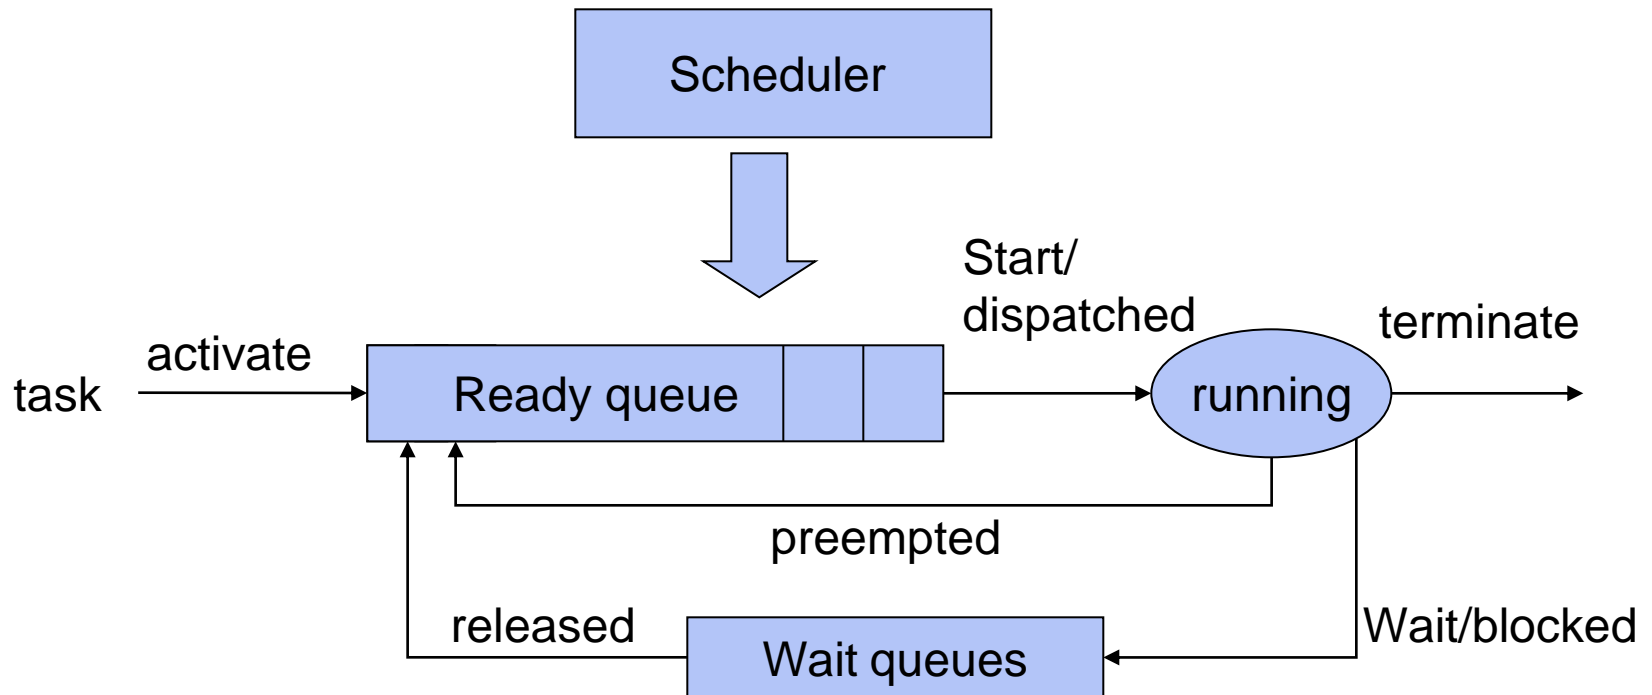 Scheduler
Start/
dispatched
terminate
activate
task
Ready queue
running
preempted
released
Wait/blocked
Wait queues